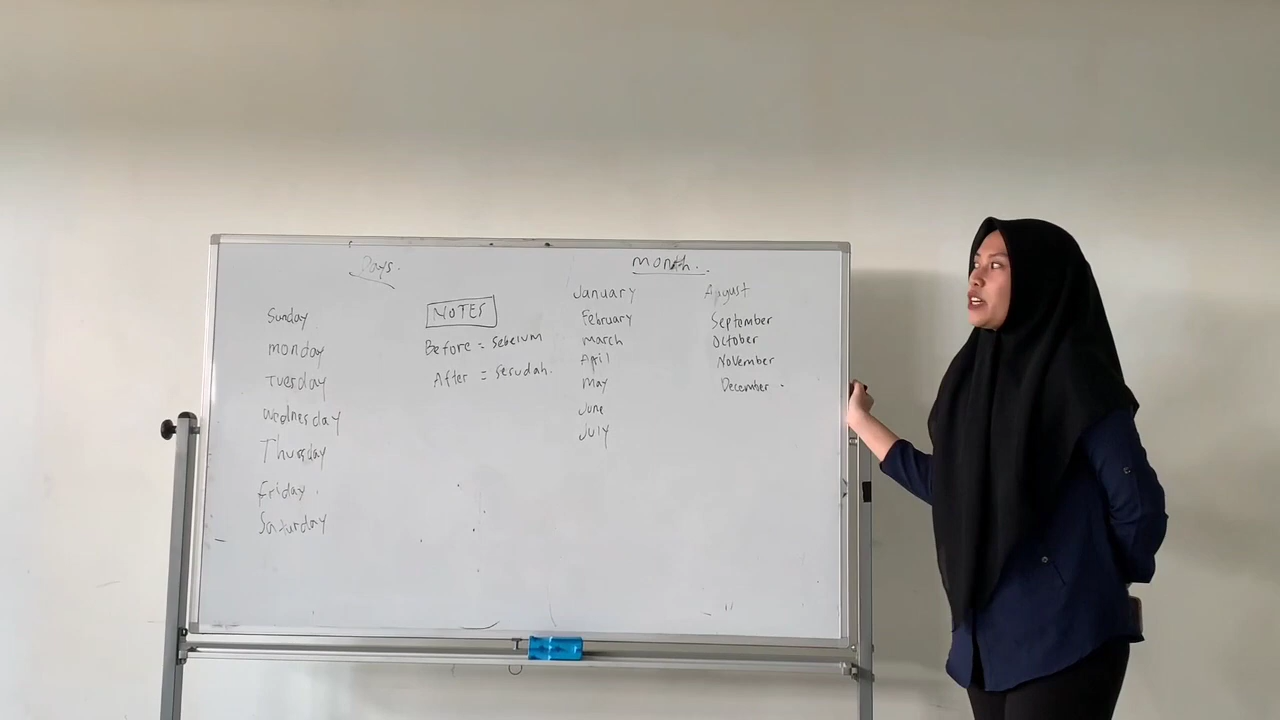 Days.
Sunday
monday
Tuesday
Wednesday
Thursday
Friday.
Saturday
NOTES
Before = sebelum
After = serudah.
Month.
January
February
march
April
May
June
July
August
September
October
November
December.